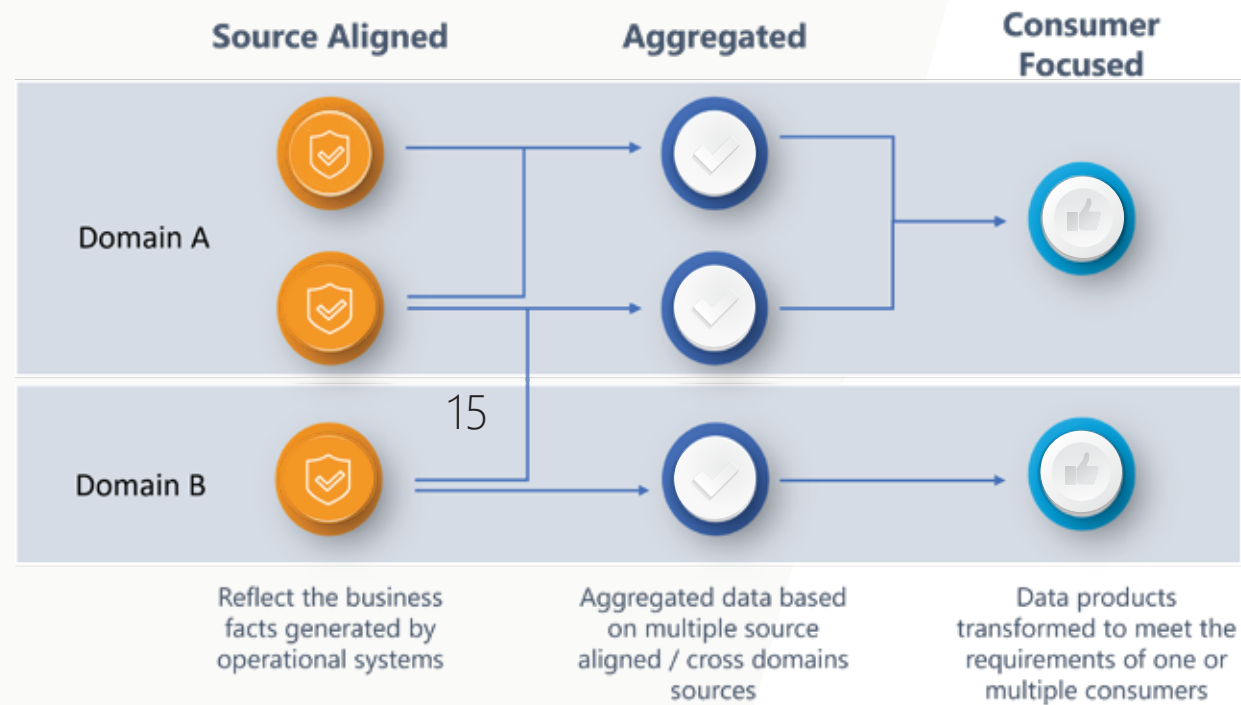 Source Aligned
Aggregated
Consumer
Focused
Domain A
15
Domain B
Reflect the business
facts generated by
operational systems
Aggregated data based
on multiple source
aligned / cross domains
sources
Data products
transformed to meet the
requirements of one or
multiple consumers